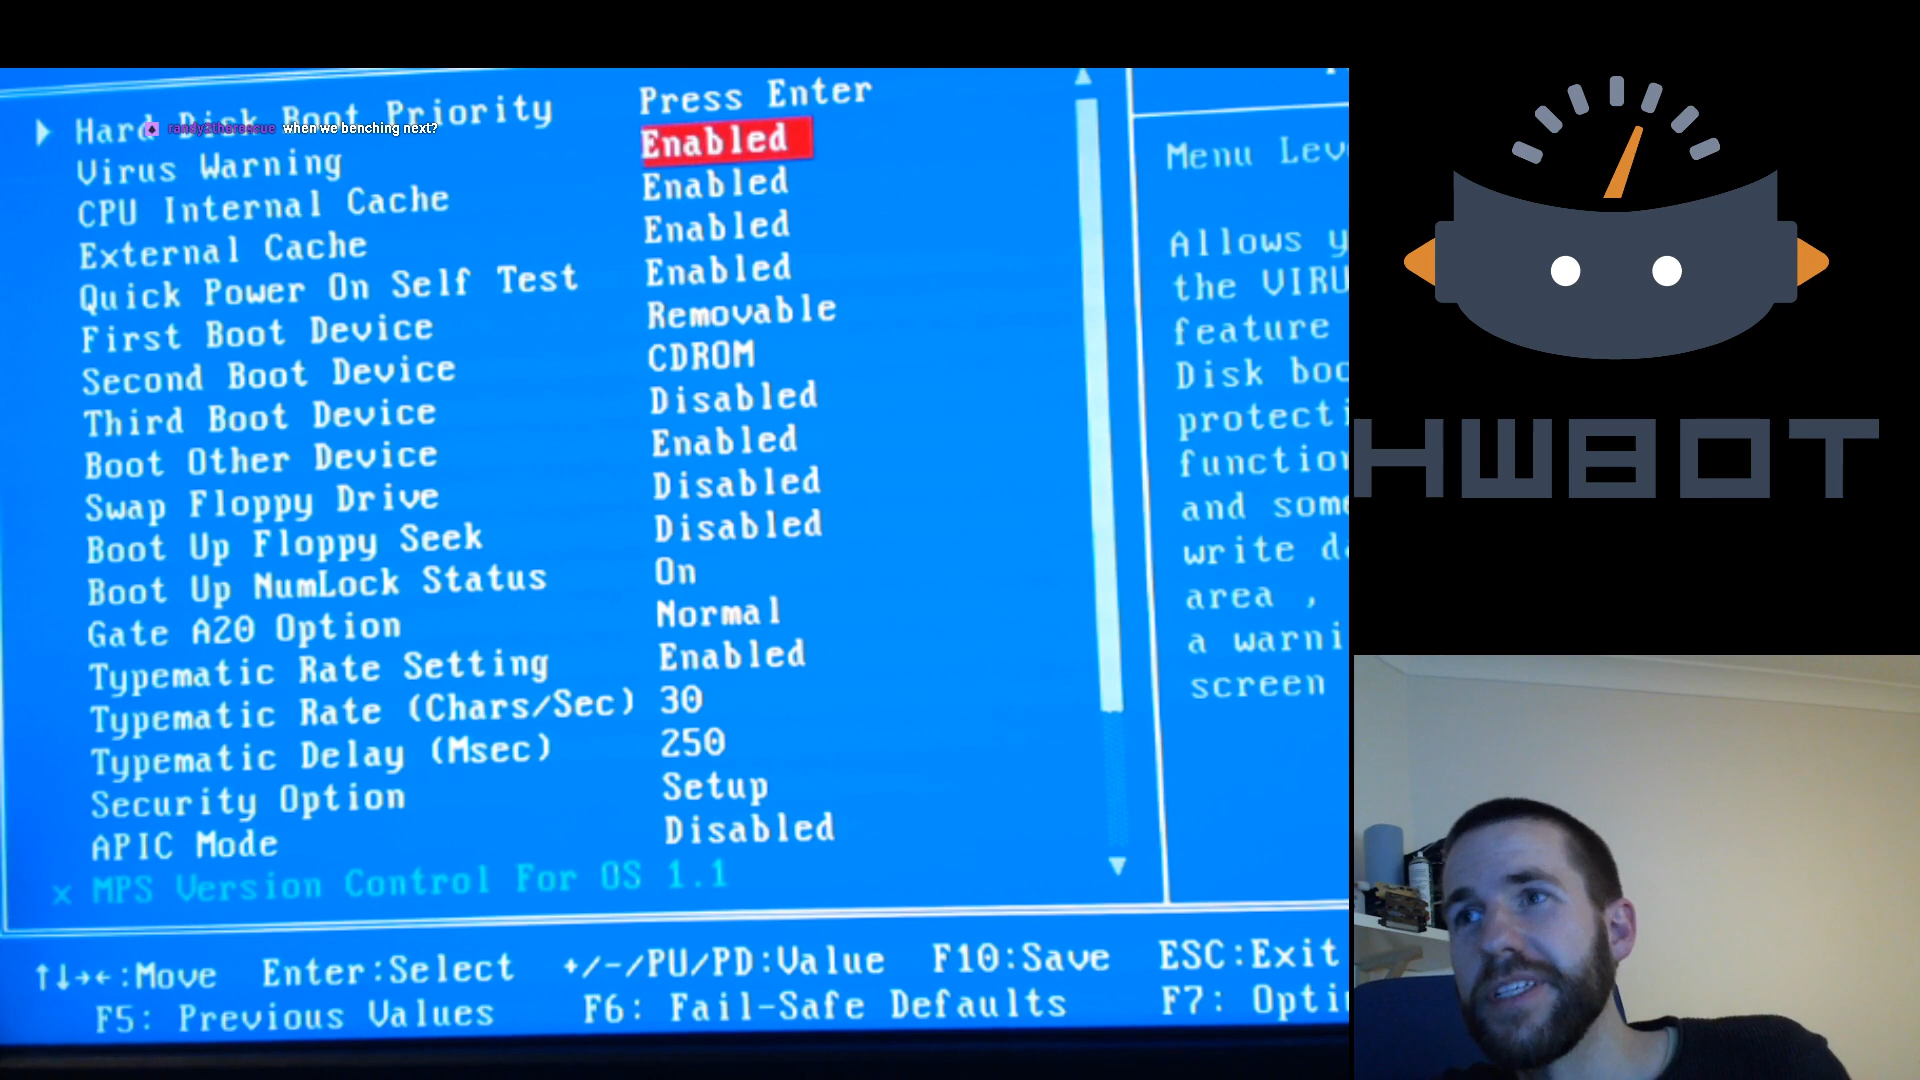 Hard Disk Boot Priority Press Enter
when we benching next?
Virus Warning Enabled
CPU Internal Cache Enabled
External Cache Enabled
Quick Power On Self Test Enabled
First Boot Device Removable
Second Boot Device CDROM
Third Boot Device Disabled
Boot Other Device Enabled
Swap Floppy Drive Disabled
Boot Up Floppy Seek Disabled
Boot Up NumLock Status On
Gate A20 Option Normal
Typematic Rate Setting Enabled
Typematic Rate (Chars/Sec) 30
Typematic Delay (Msec) 250
Security Option Setup
APIC Mode Disabled
x MPS Version Control For OS 1.1
↑↓→←:Move Enter:Select +/-/PU/PD:Value F10:Save ESC:Exit
F5: Previous Values F6: Fail-Safe Defaults F7: Opti
Menu Lev
Allows y
the VIRU
feature
Disk boo
protecti
function
and some
write da
area ,
a warni
screen
HWBOT